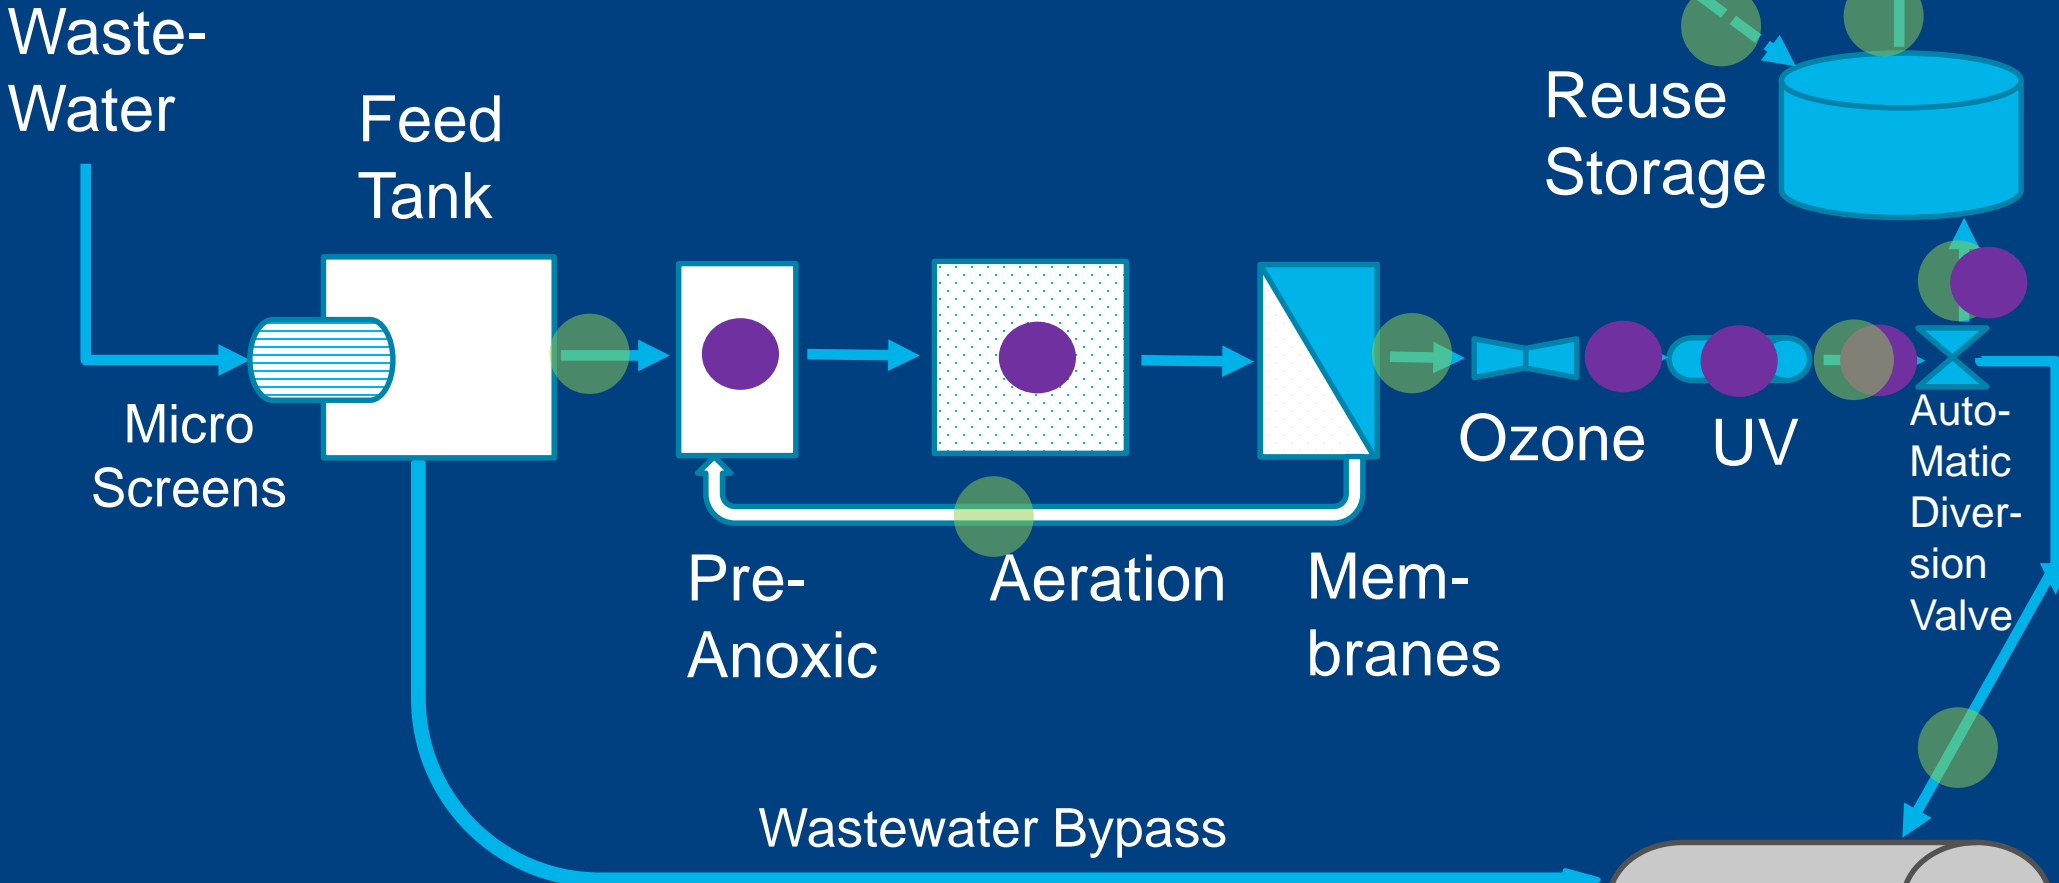 Waste-
Water
Feed
Tank
Reuse
Storage
Micro
Screens
Ozone
UV
Auto-
Matic
Diver-
sion
Valve
Pre-
Anoxic
Aeration
Mem-
branes
Wastewater Bypass